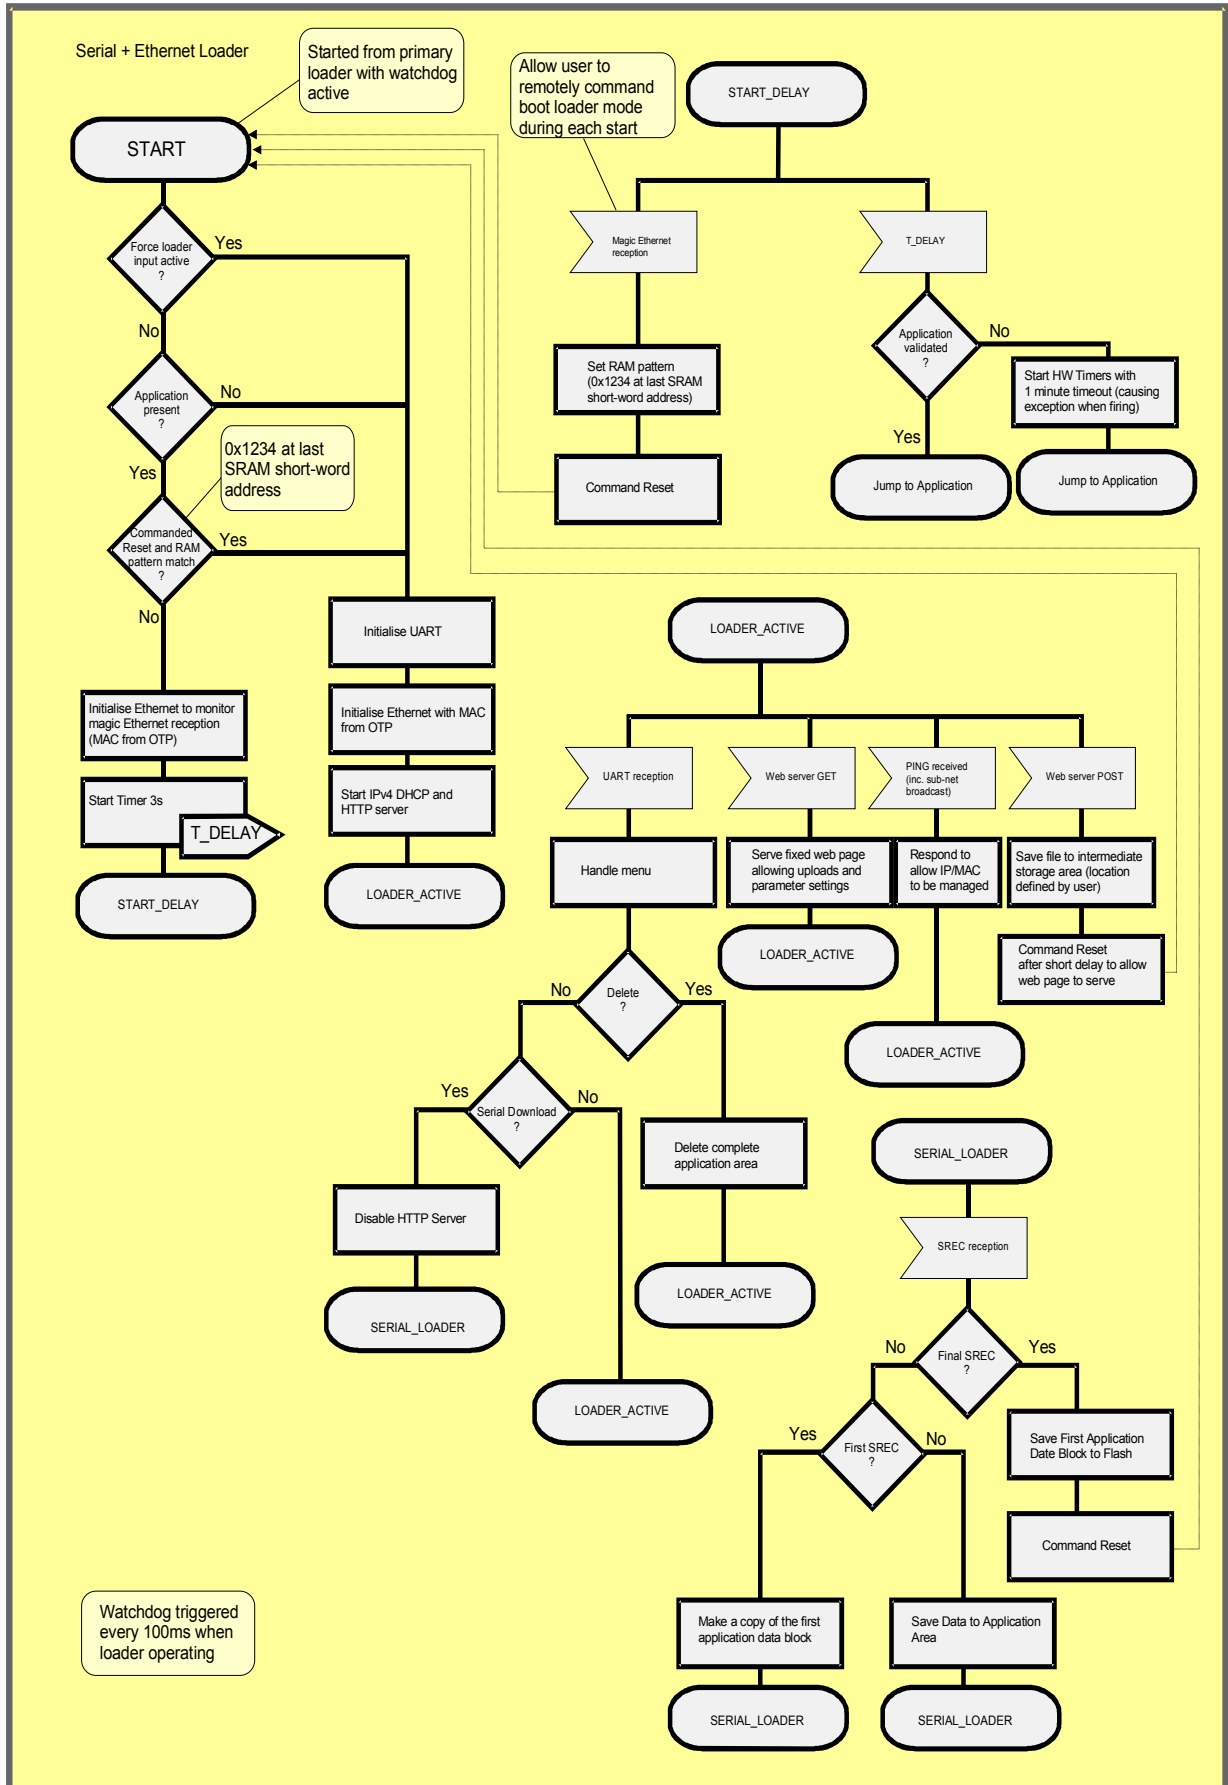 Serial + Ethernet Loader
Started from primary
loader with watchdog
active
START
Force loader
input active
?
Yes
No
Application
present
?
No
Yes
0x1234 at last
SRAM short-word
address
Commanded
Reset and RAM
pattern match
?
Yes
No
Initialise Ethernet to monitor
magic Ethernet reception
(MAC from OTP)
Start Timer 3s
T_DELAY
START_DELAY
Initialise UART
Initialise Ethernet with MAC
from OTP
Start IPv4 DHCP and
HTTP server
LOADER_ACTIVE
Allow user to
remotely command
boot loader mode
during each start
START_DELAY
Magic Ethernet
reception
Set RAM pattern
(0x1234 at last SRAM
short-word address)
Command Reset
T_DELAY
Application
validated
?
No
Yes
Start HW Timers with
1 minute timeout (causing
exception when firing)
Jump to Application
Jump to Application
LOADER_ACTIVE
UART reception
Web server GET
PING received
(inc. sub-net
broadcast)
Web server POST
Handle menu
Serve fixed web page
allowing uploads and
parameter settings
Respond to
allow IP/MAC
to be managed
Save file to intermediate
storage area (location
defined by user)
LOADER_ACTIVE
Command Reset
after short delay to allow
web page to serve
LOADER_ACTIVE
Delete
?
No
Yes
Serial Download
?
Yes
No
Delete complete
application area
LOADER_ACTIVE
Disable HTTP Server
SERIAL_LOADER
LOADER_ACTIVE
SERIAL_LOADER
SREC reception
Final SREC
?
No
Yes
First SREC
?
Yes
No
Save First Application
Date Block to Flash
Command Reset
Make a copy of the first
application data block
Save Data to Application
Area
SERIAL_LOADER
SERIAL_LOADER
Watchdog triggered
every 100ms when
loader operating